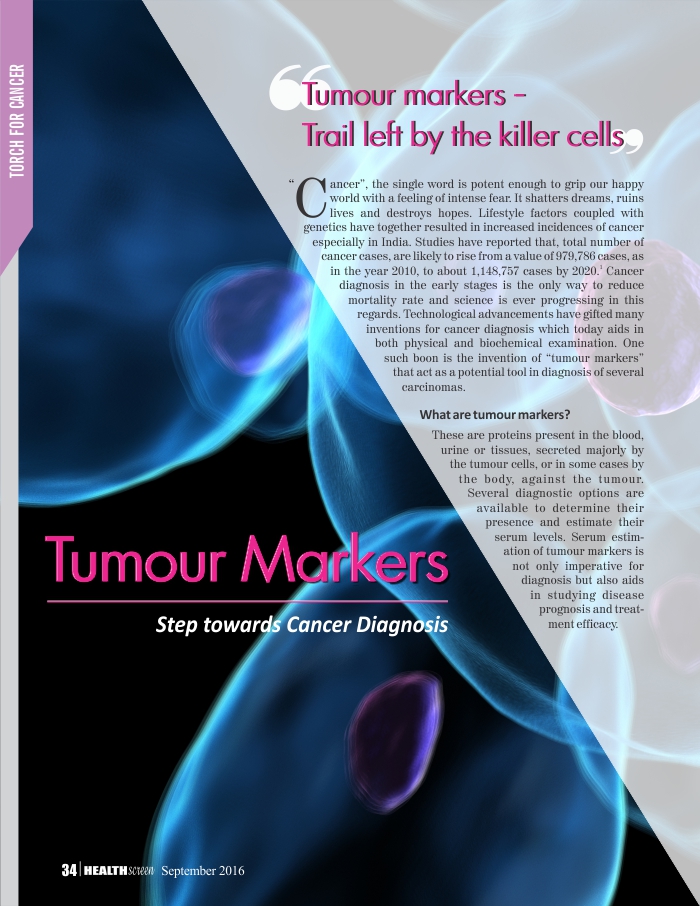 TORCH FOR CANCER
“Tumour markers –
Trail left by the killer cells”
“Cancer”, the single word is potent enough to grip our happy
world with a feeling of intense fear. It shatters dreams, ruins
lives and destroys hopes. Lifestyle factors coupled with
genetics have together resulted in increased incidences of cancer
especially in India. Studies have reported that, total number of
cancer cases, are likely to rise from a value of 979,786 cases, as
in the year 2010, to about 1,148,757 cases by 2020.¹ Cancer
diagnosis in the early stages is the only way to reduce
mortality rate and science is ever progressing in this
regards. Technological advancements have gifted many
inventions for cancer diagnosis which today aids in
both physical and biochemical examination. One
such boon is the invention of “tumour markers”
that act as a potential tool in diagnosis of several
carcinomas.
What are tumour markers?
These are proteins present in the blood,
urine or tissues, secreted majorly by
the tumour cells, or in some cases by
the body, against the tumour.
Several diagnostic options are
available to determine their
presence and estimate their
serum levels. Serum estim-
ation of tumour markers is
not only imperative for
diagnosis but also aids
in studying disease
prognosis and treat-
ment efficacy.
Tumour Markers
Step towards Cancer Diagnosis
34 | HEALTHscreen September 2016